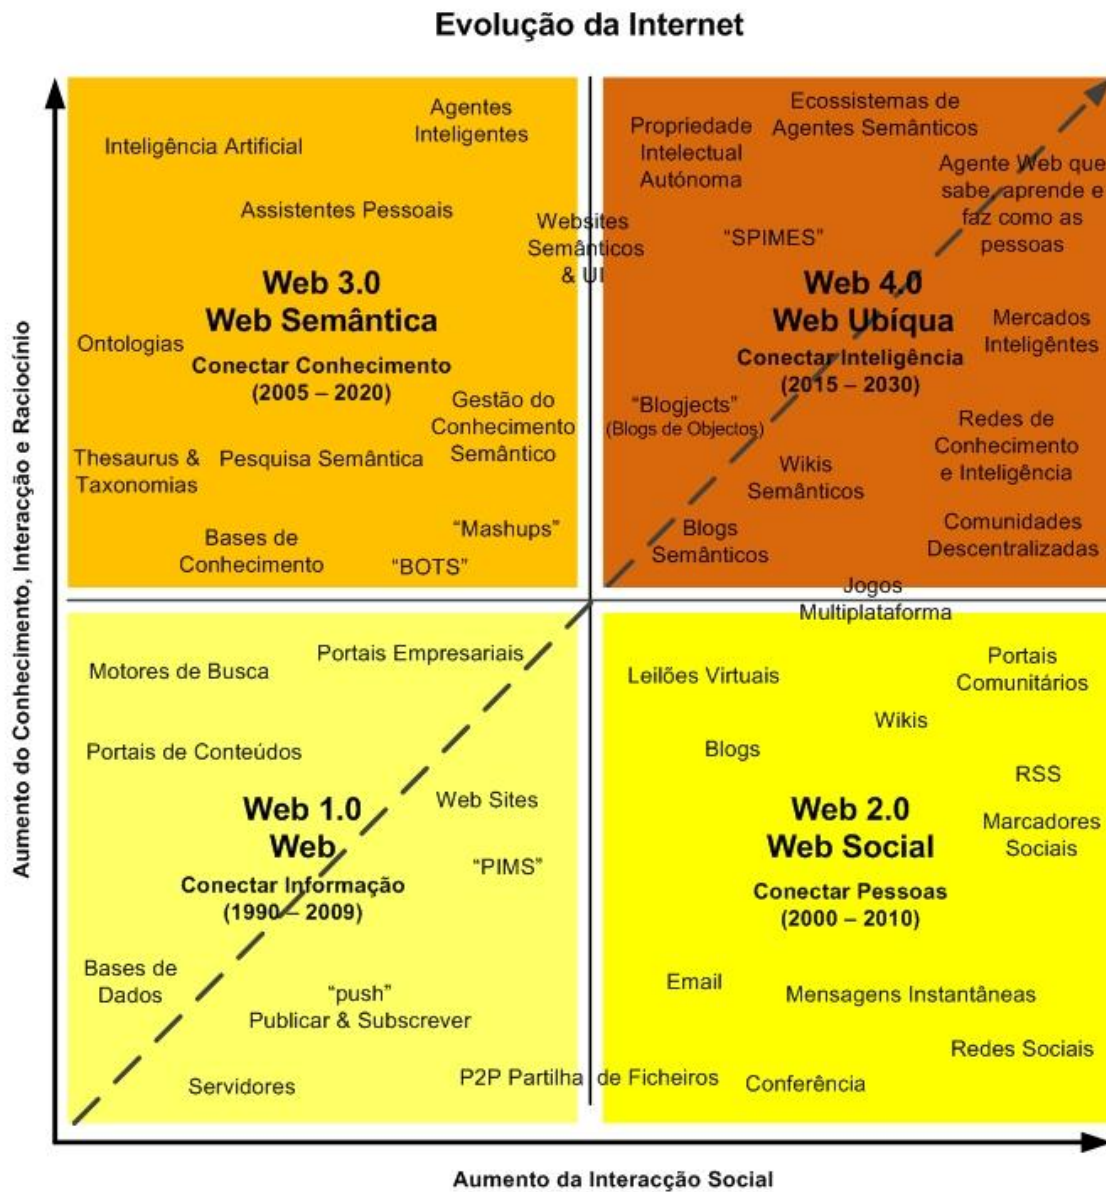 Evolução da Internet
Aumento do Conhecimento, Interacção e Raciocínio
Agentes
Inteligentes
Inteligência Artificial
Assistentes Pessoais
Websites
Semânticos
& UI
Web 3.0
Web Semântica
Conectar Conhecimento
(2005 – 2020)
Ontologias
Gestão do
Conhecimento
Semântico
Thesaurus &
Taxonomias
Pesquisa Semântica
Bases de
Conhecimento
“Mashups”
“BOTS”
Propriedade
Intelectual
Autónoma
Ecossistemas de
Agentes Semânticos
Agente Web que
sabe, aprende e
faz como as
pessoas
“SPIMES”
Web 4.0
Web Ubíqua
Conectar Inteligência
(2015 – 2030)
Mercados
Inteligêntes
“Blogjects”
(Blogs de Objectos)
Redes de
Conhecimento
e Inteligência
Wikis
Semânticos
Blogs
Semânticos
Comunidades
Descentralizadas
Jogos
Multiplataforma
Motores de Busca
Portais Empresariais
Portais de Conteúdos
Web 1.0
Web
Conectar Informação
(1990 – 2009)
Web Sites
“PIMS”
Bases de
Dados
“push”
Publicar & Subscrever
Servidores
P2P Partilha de Ficheiros
Leilões Virtuais
Portais
Comunitários
Wikis
Blogs
RSS
Web 2.0
Web Social
Conectar Pessoas
(2000 – 2010)
Marcadores
Sociais
Email
Mensagens Instantâneas
Redes Sociais
Conferência
Aumento da Interacção Social